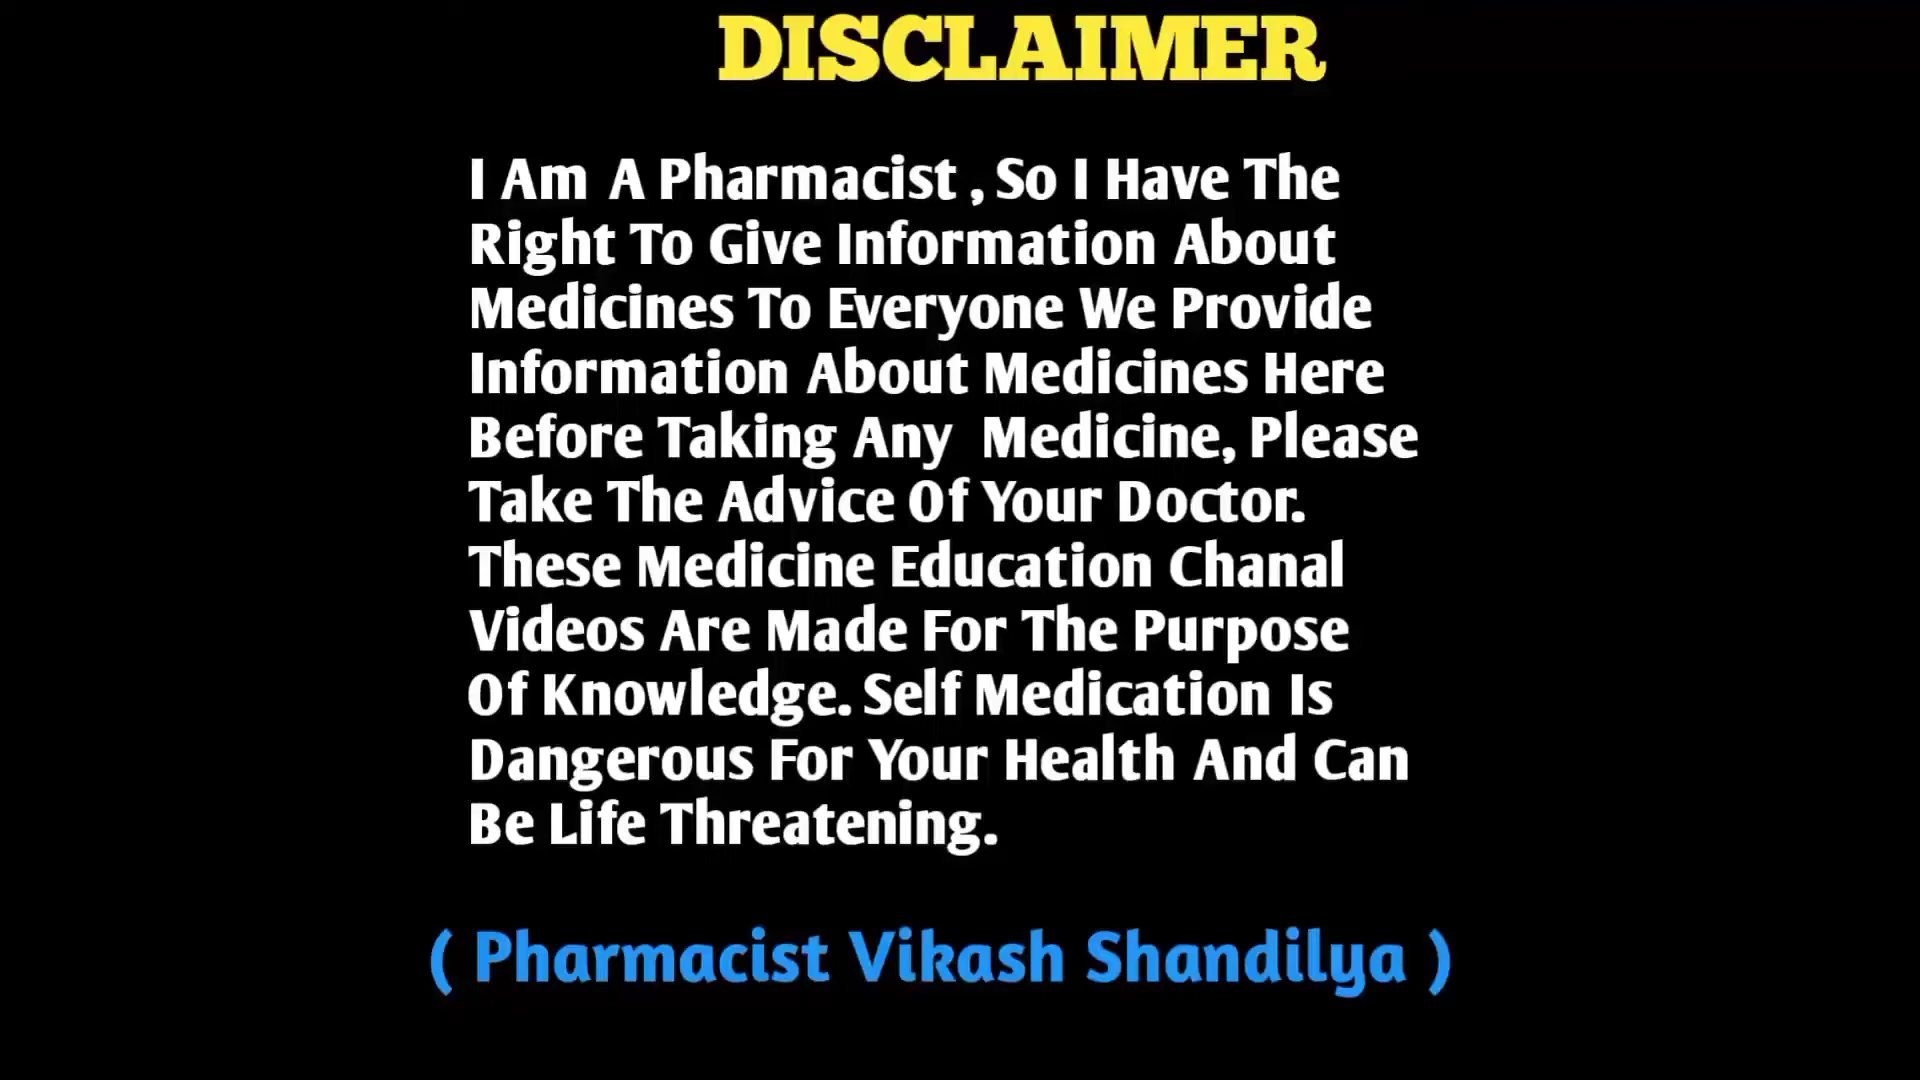 DISCLAIMER
I Am A Pharmacist , So I Have The
Right To Give Information About
Medicines To Everyone We Provide
Information About Medicines Here
Before Taking Any Medicine, Please
Take The Advice Of Your Doctor.
These Medicine Education Chanal
Videos Are Made For The Purpose
Of Knowledge. Self Medication Is
Dangerous For Your Health And Can
Be Life Threatening.
( Pharmacist Vikash Shandilya )